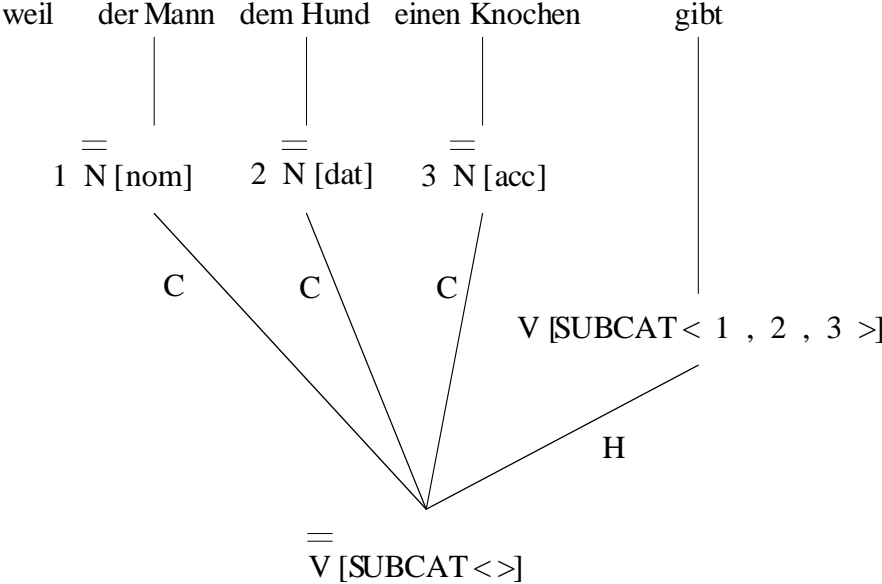 weil der Mann dem Hund einen Knochen gibt
1 N̿ [nom] 2 N̿ [dat] 3 N̿ [acc]
C C C
V [SUBCAT < 1 , 2 , 3 >]
H
V̿ [SUBCAT < >]